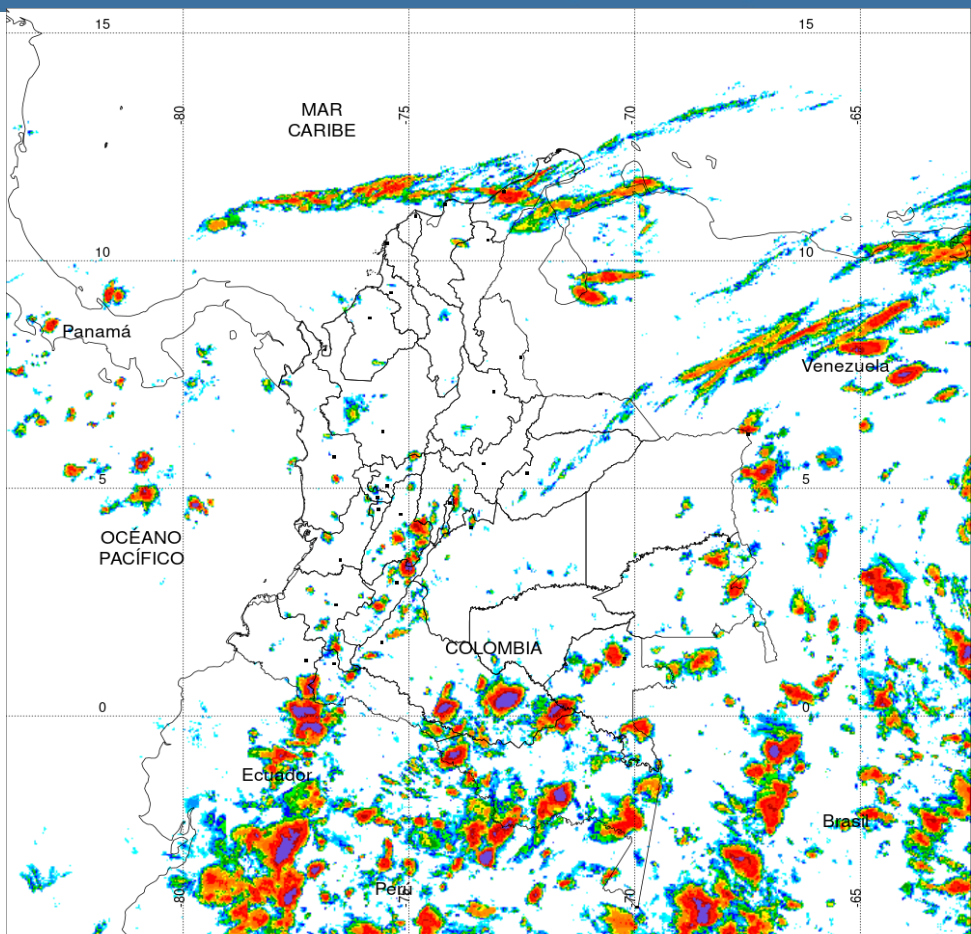 15
15
-80
-75
-70
-65
MAR
CARIBE
10
10
Panamá
Venezuela
5
5
OCÉANO
PACÍFICO
COLOMBIA
0
0
Ecuador
Brasil
Perú
-80
-75
-70
-65